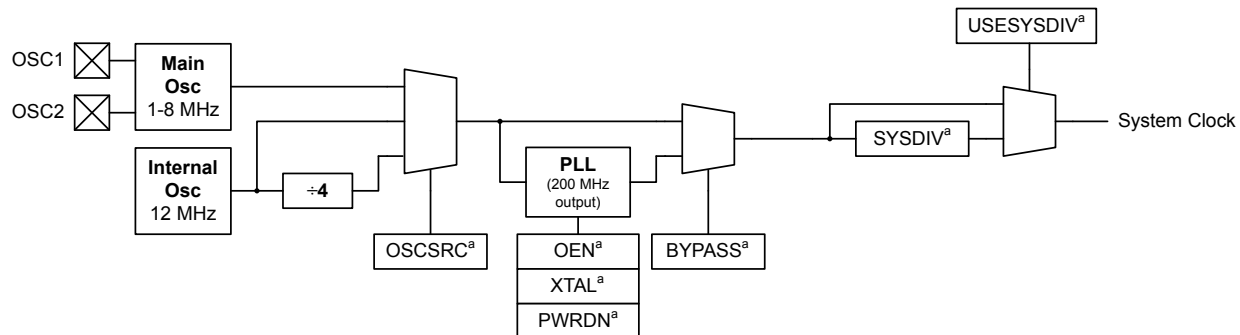 USESYSDIVa
OSC1
Main
Osc
1-8 MHz
OSC2
System Clock
SYSDIVa
Internal
Osc
12 MHz
÷4
PLL
(200 MHz
output)
OSCSRCa
OENa
BYPASSa
XTALa
PWRDNa